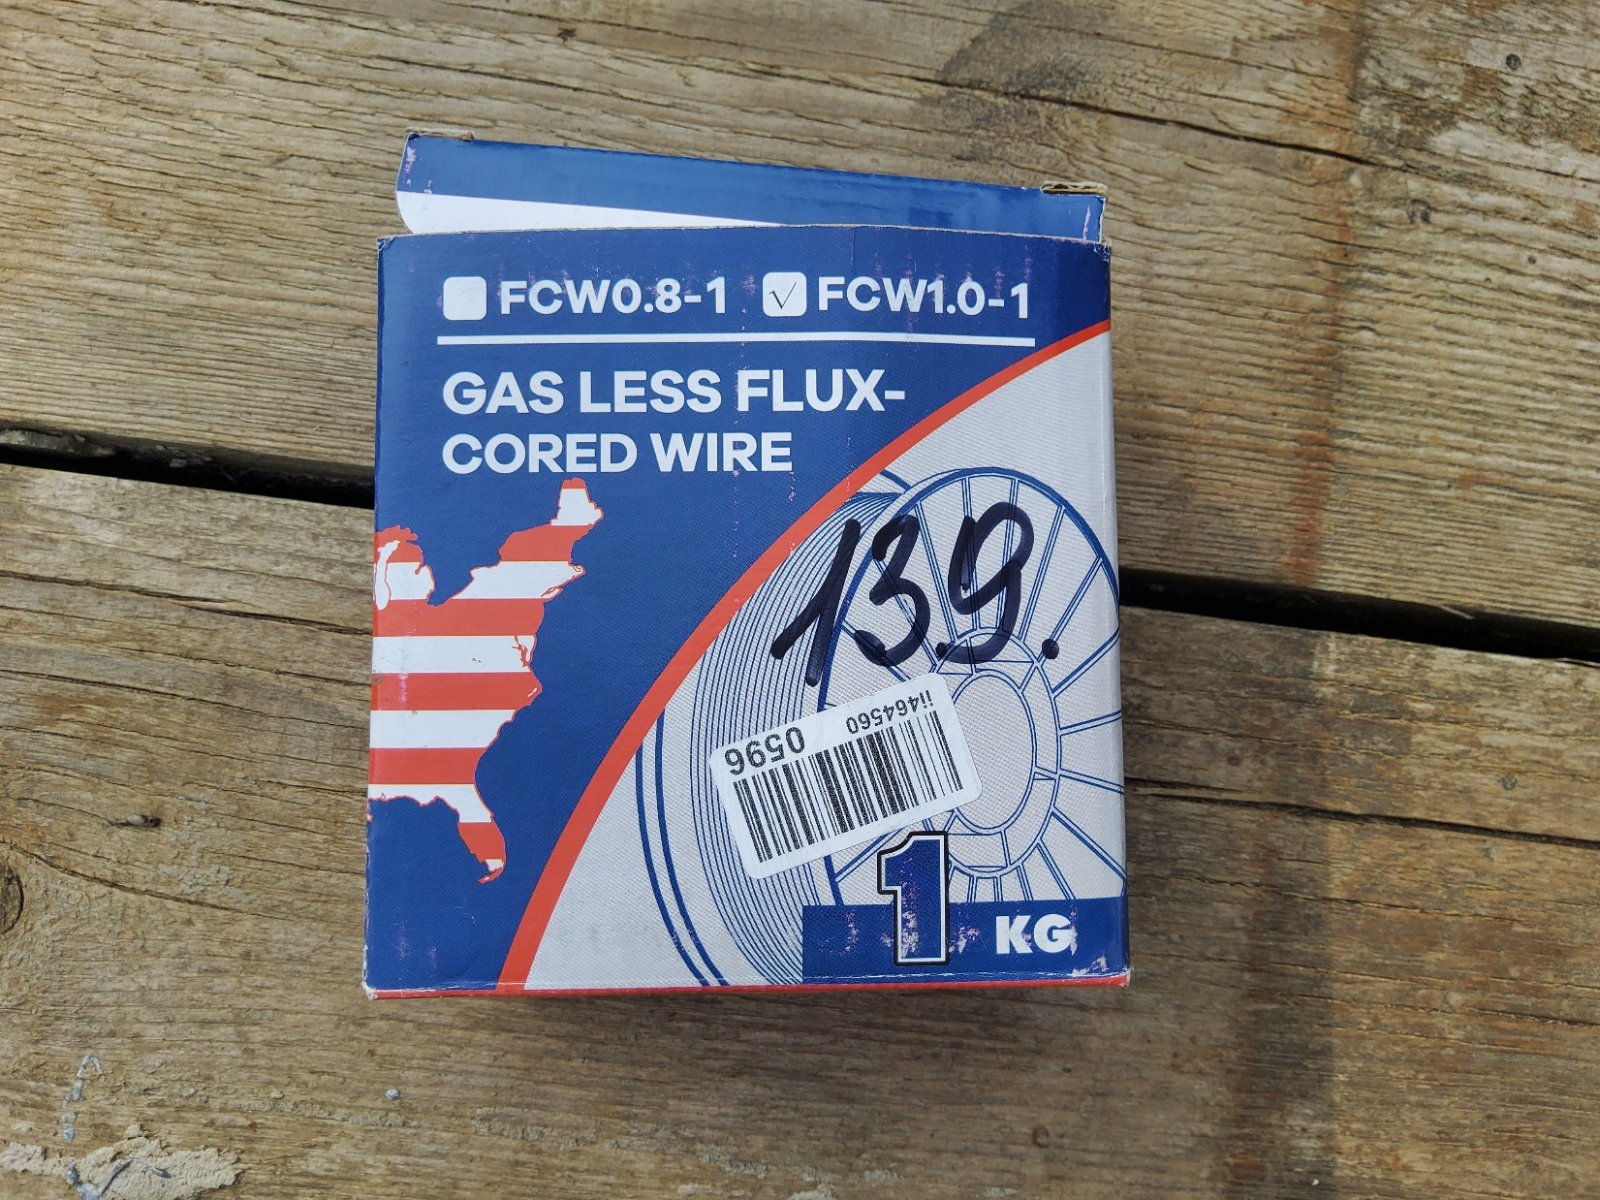 FCW0.8-1 √ FCW1.0-1
GAS LESS FLUX-
CORED WIRE
139.
ii464560
0596
1 KG